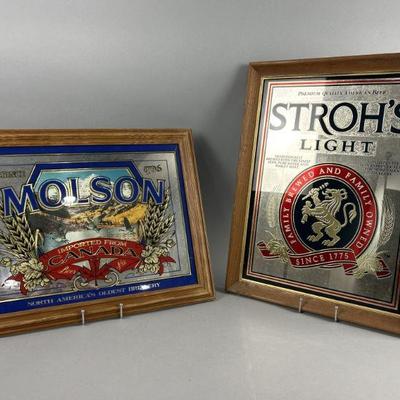 SINCE 1786
MOLSON
IMPORTED FROM
CANADA
NORTH AMERICA'S OLDEST BREWERY
PREMIUM QUALITY AMERICAN BEER
STROH'S
LIGHT
FAMILY BREWED AND FAMILY OWNED
SINCE 1775